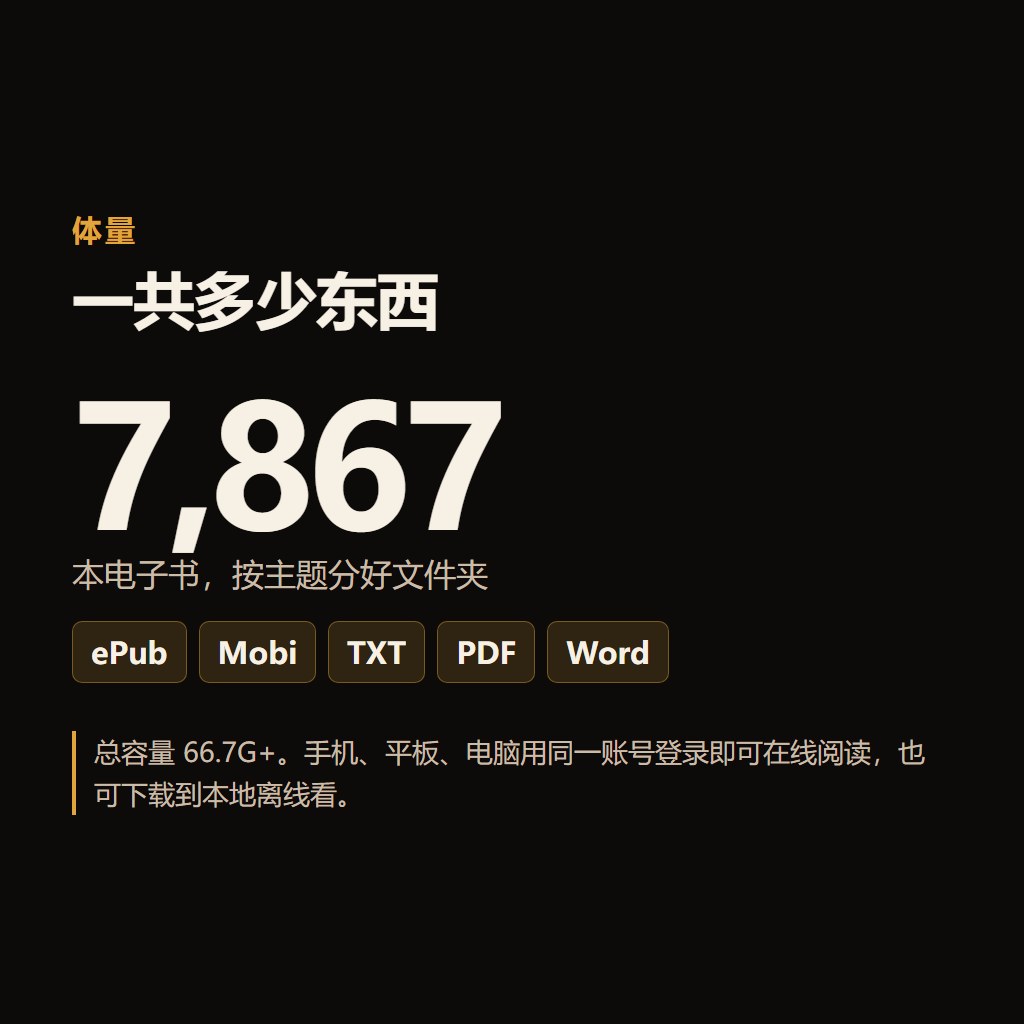 体量
一共多少东西
7,867
本电子书，按主题分好文件夹
ePub Mobi TXT PDF Word
总容量 66.7G+。手机、平板、电脑用同一账号登录即可在线阅读，也
可下载到本地离线看。